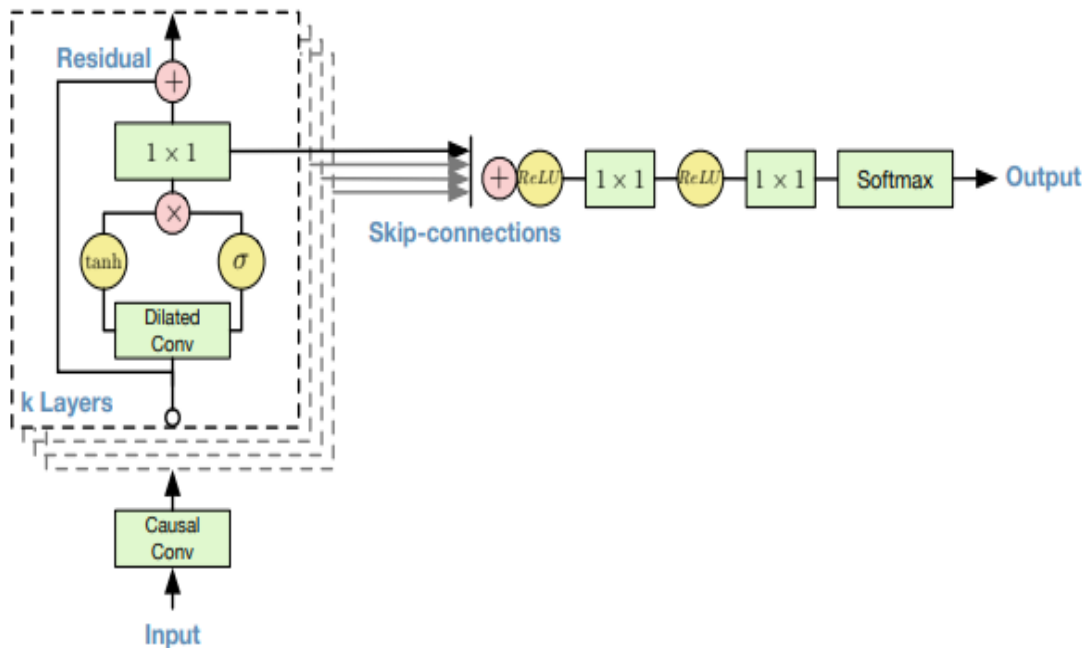 Residual
+
1 × 1
×
tanh
σ
Dilated
Conv
k Layers
Causal
Conv
Input
+
ReLU
1 × 1
ReLU
1 × 1
Softmax
Output
Skip-connections